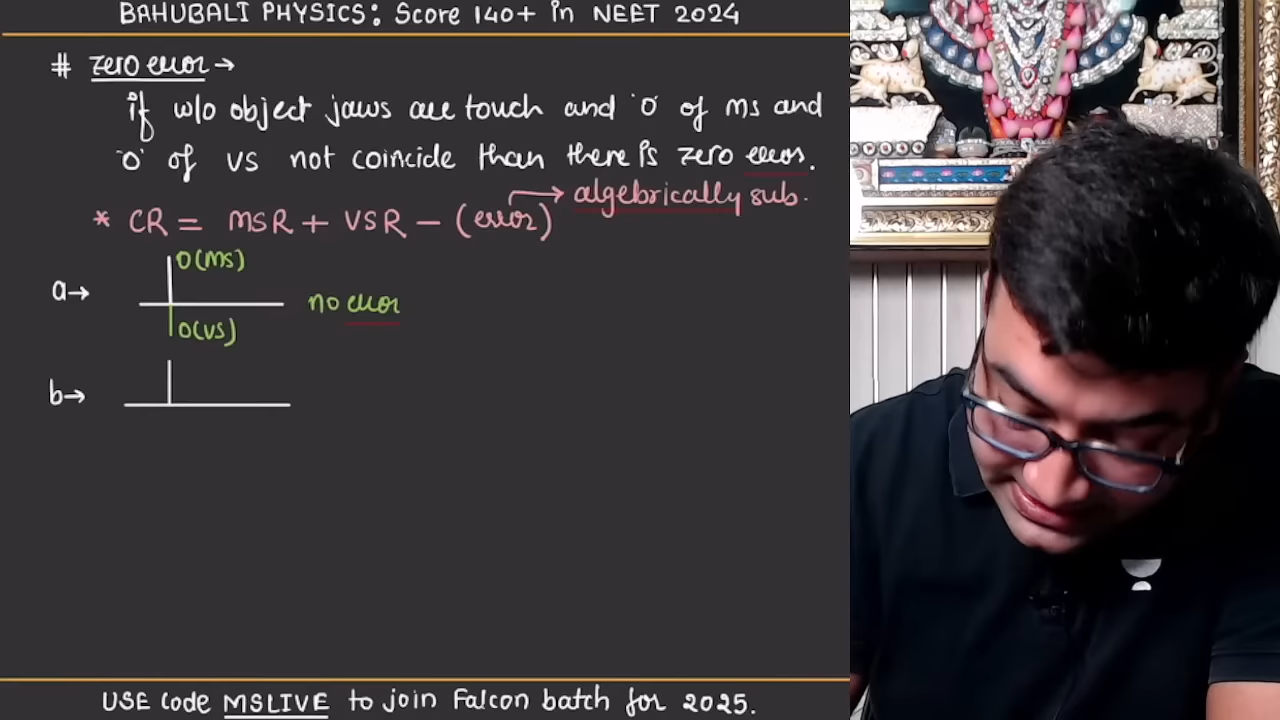 BAHUBALI PHYSICS: Score 140+ in NEET 2024
# zero error →
if w/o object jaws are touch and '0' of ms and
'0' of vs not coincide than there is zero error.
→ algebrically sub.
* CR = MSR + VSR - (error)
0(MS)
a→
no error
0(VS)
b→
USE Code MSLIVE to join Falcon batch for 2025.